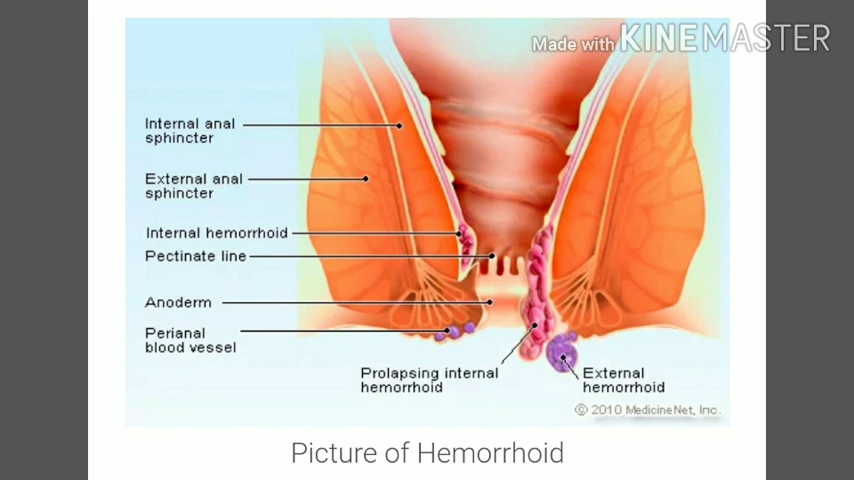 Made with KINEMASTER
Internal anal
sphincter
External anal
sphincter
Internal hemorrhoid
Pectinate line
Anoderm
Perianal
blood vessel
Prolapsing internal
hemorrhoid
External
hemorrhoid
© 2010 MedicineNet, Inc.
Picture of Hemorrhoid